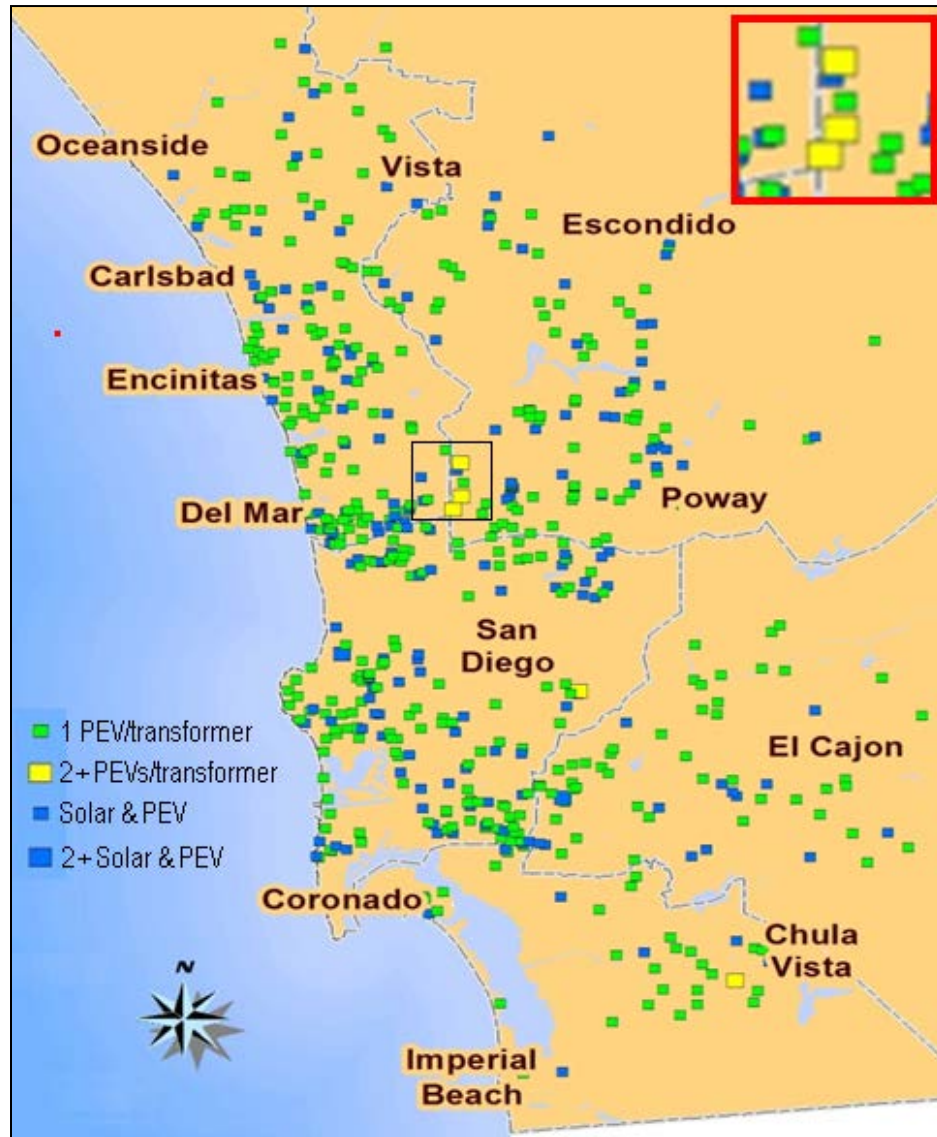 Oceanside
Vista
Escondido
Carlsbad
Encinitas
Del Mar
Poway
San
Diego
1 PEV/transformer
2+ PEVs/transformer
Solar & PEV
2+ Solar & PEV
El Cajon
Coronado
Chula
Vista
N
Imperial
Beach